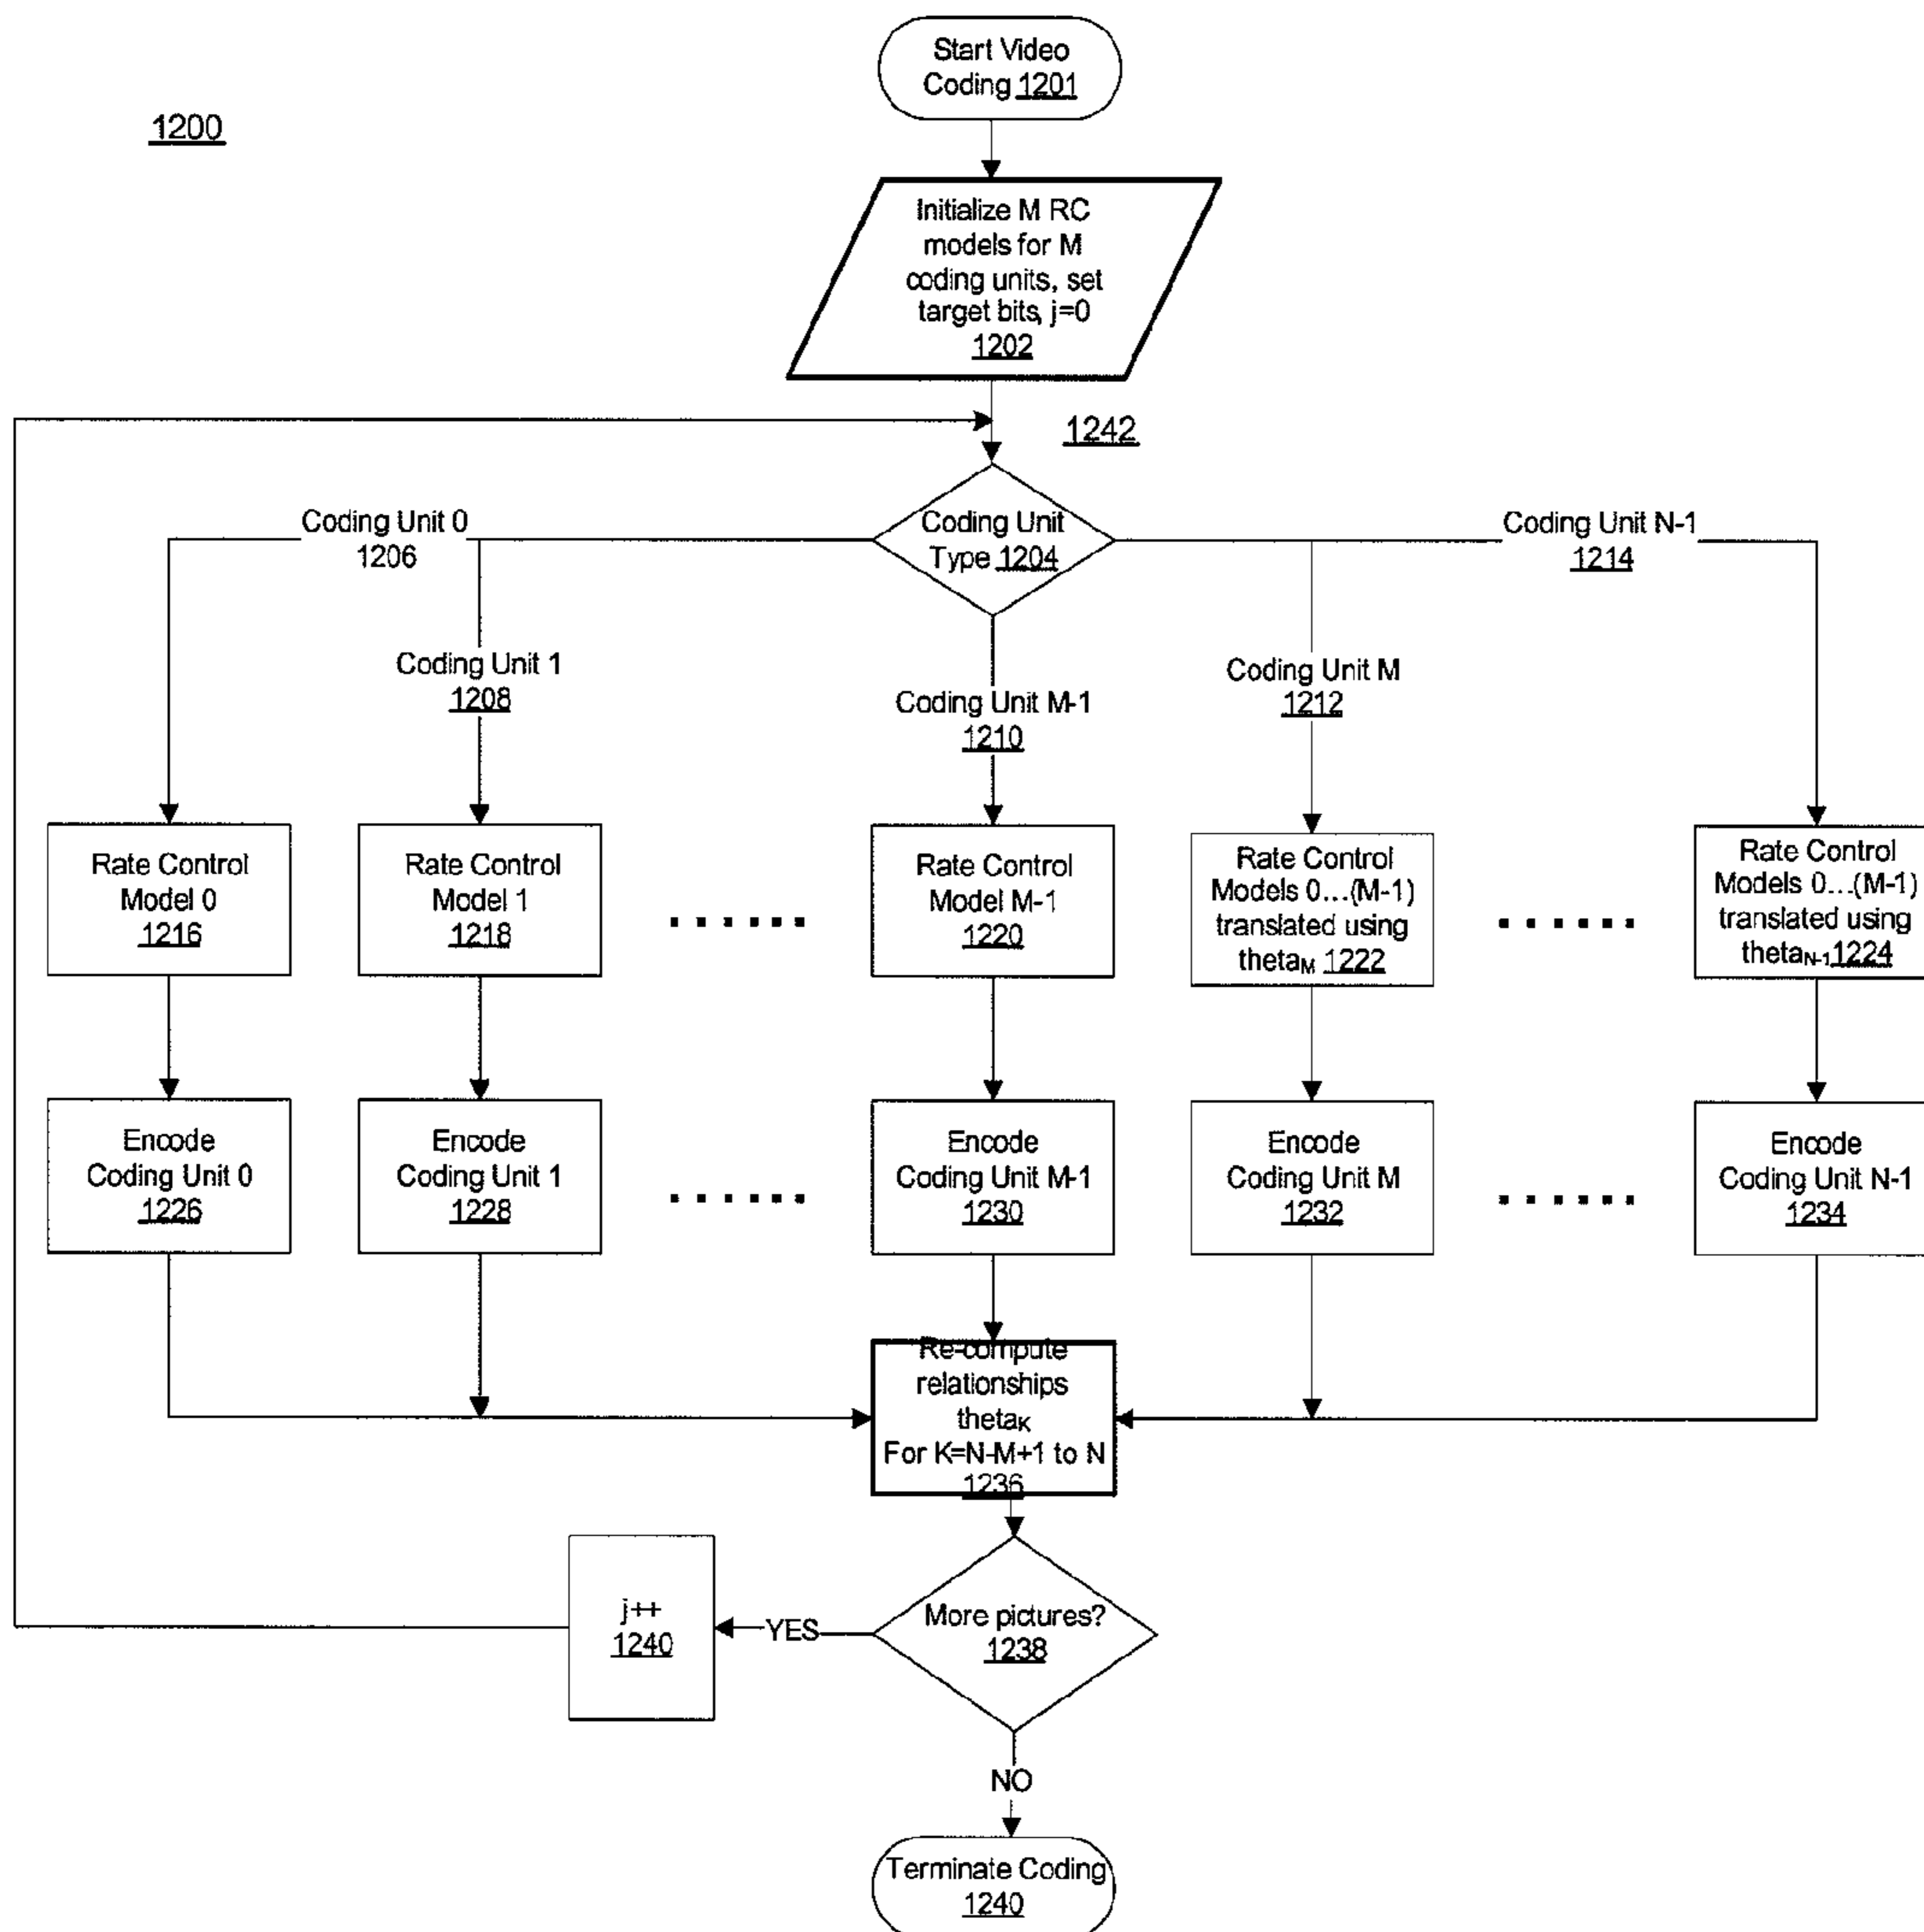 Start Video
Coding 1201
1200
Initialize M RC
models for M
coding units, set
target bits, j=0
1202
1242
Coding Unit
Type 1204
Coding Unit 0
1206
Coding Unit N-1
1214
Coding Unit 1
1208
Coding Unit M-1
1210
Coding Unit M
1212
Rate Control
Model 0
1216
Rate Control
Model 1
1218
Rate Control
Model M-1
1220
Rate Control
Models 0...(M-1)
translated using
thetaM 1222
Rate Control
Models 0...(M-1)
translated using
thetaN-1 1224
Encode
Coding Unit 0
1226
Encode
Coding Unit 1
1228
Encode
Coding Unit M-1
1230
Encode
Coding Unit M
1232
Encode
Coding Unit N-1
1234
Re-compute
relationships
thetaK
For K=N-M+1 to N
1236
j++
1240
YES
More pictures?
1238
NO
Terminate Coding
1240